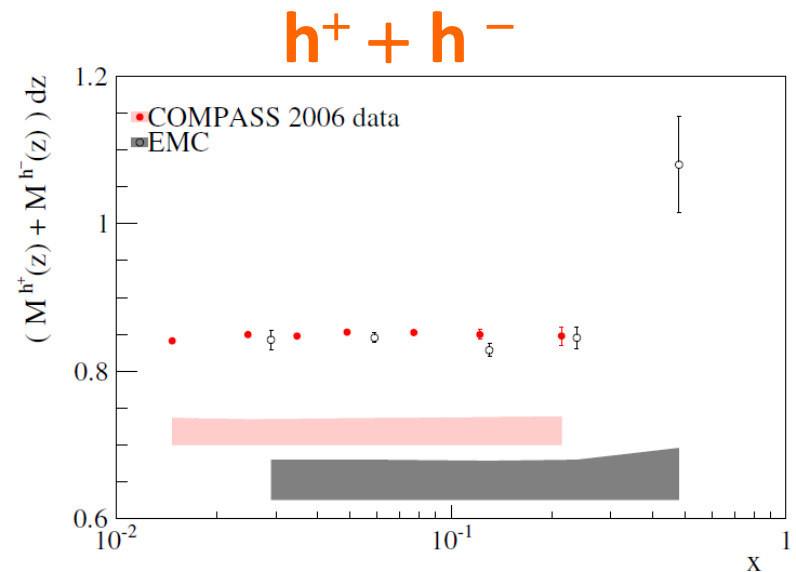 h⁺ + h⁻
( M^h⁺(z) + M^h⁻(z) ) dz
1.2
1
0.8
0.6
COMPASS 2006 data
EMC
10⁻² 10⁻¹ 1
x